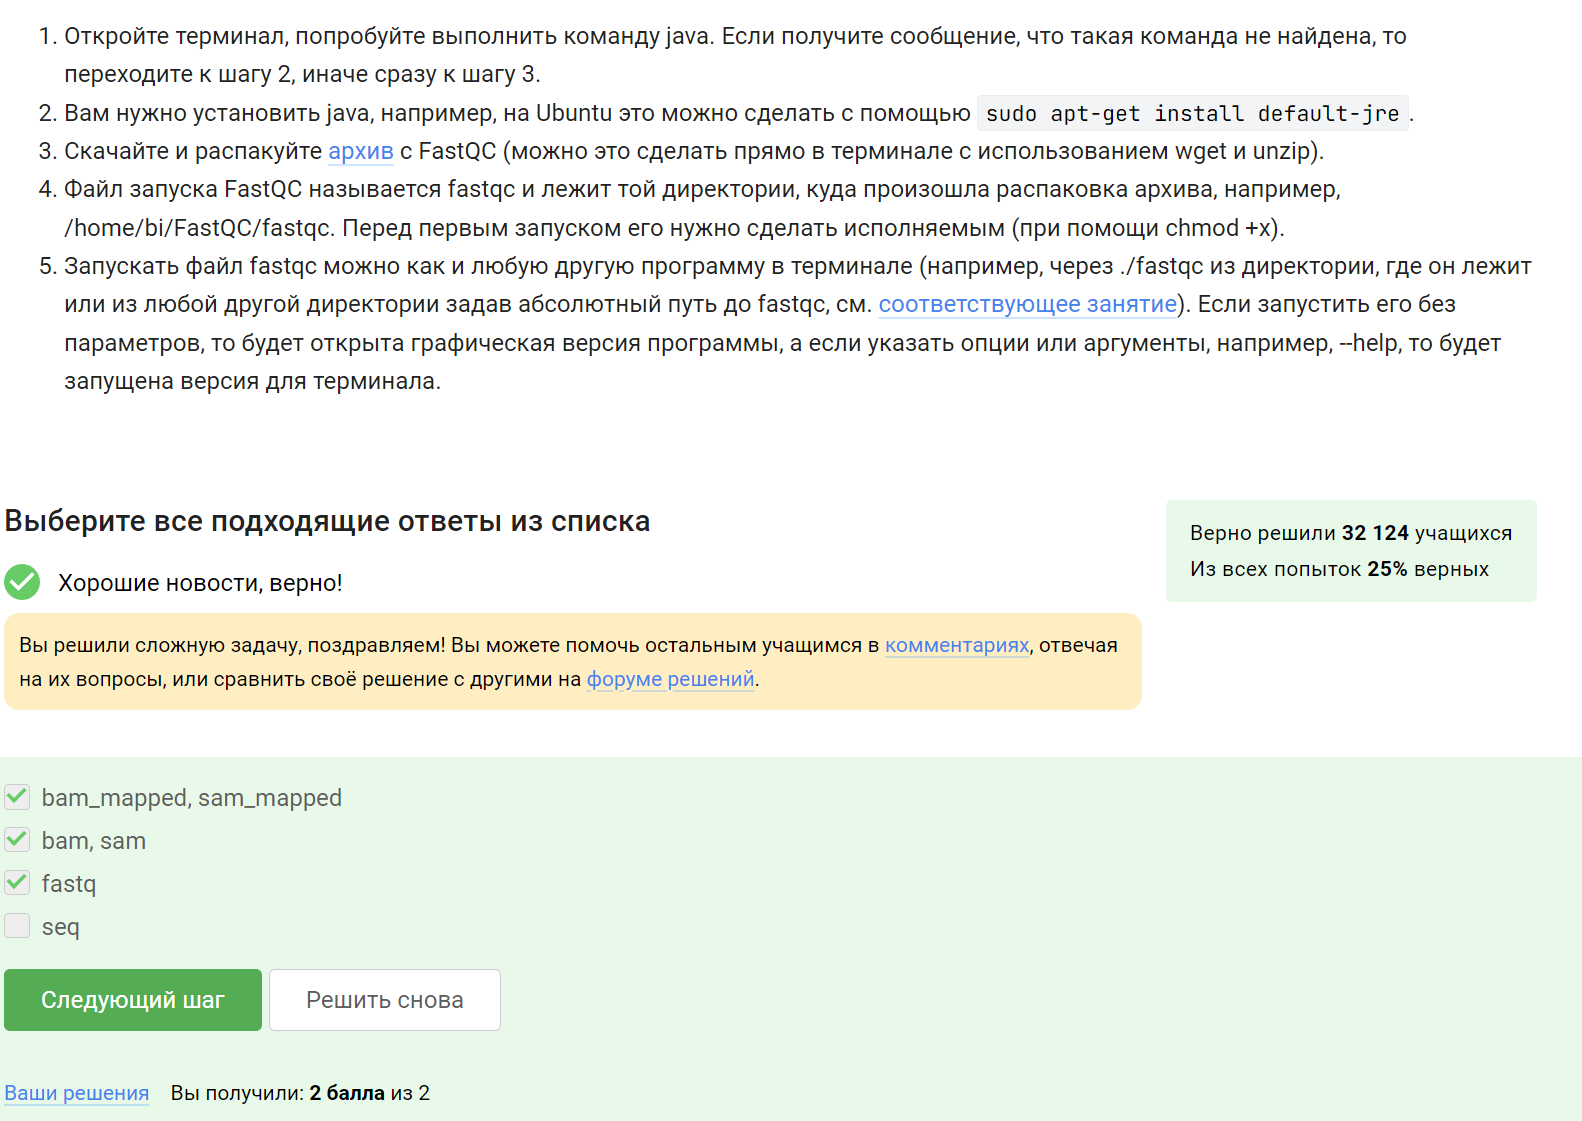 1. Откройте терминал, попробуйте выполнить команду java. Если получите сообщение, что такая команда не найдена, то
переходите к шагу 2, иначе сразу к шагу 3.
2. Вам нужно установить java, например, на Ubuntu это можно сделать с помощью sudo apt-get install default-jre.
3. Скачайте и распакуйте архив с FastQC (можно это сделать прямо в терминале с использованием wget и unzip).
4. Файл запуска FastQC называется fastqc и лежит той директории, куда произошла распаковка архива, например,
/home/bi/FastQC/fastqc. Перед первым запуском его нужно сделать исполняемым (при помощи chmod +x).
5. Запускать файл fastqc можно как и любую другую программу в терминале (например, через ./fastqc из директории, где он лежит
или из любой другой директории задав абсолютный путь до fastqc, см. соответствующее занятие). Если запустить его без
параметров, то будет открыта графическая версия программы, а если указать опции или аргументы, например, --help, то будет
запущена версия для терминала.
Выберите все подходящие ответы из списка
Верно решили 32 124 учащихся
Из всех попыток 25% верных
Хорошие новости, верно!
Вы решили сложную задачу, поздравляем! Вы можете помочь остальным учащимся в комментариях, отвечая
на их вопросы, или сравнить своё решение с другими на форуме решений.
bam_mapped, sam_mapped
bam, sam
fastq
seq
Следующий шаг
Решить снова
Ваши решения Вы получили: 2 балла из 2